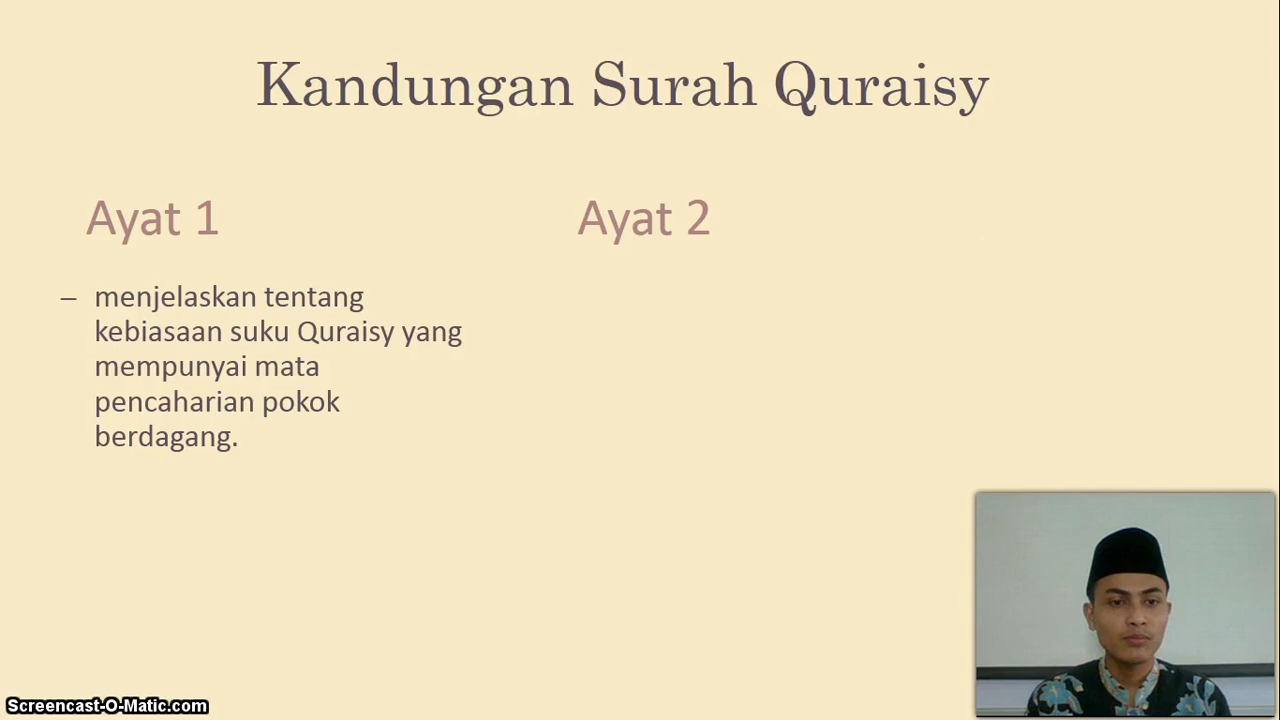 Kandungan Surah Quraisy
Ayat 1
– menjelaskan tentang
kebiasaan suku Quraisy yang
mempunyai mata
pencaharian pokok
berdagang.
Ayat 2
Screencast-O-Matic.com